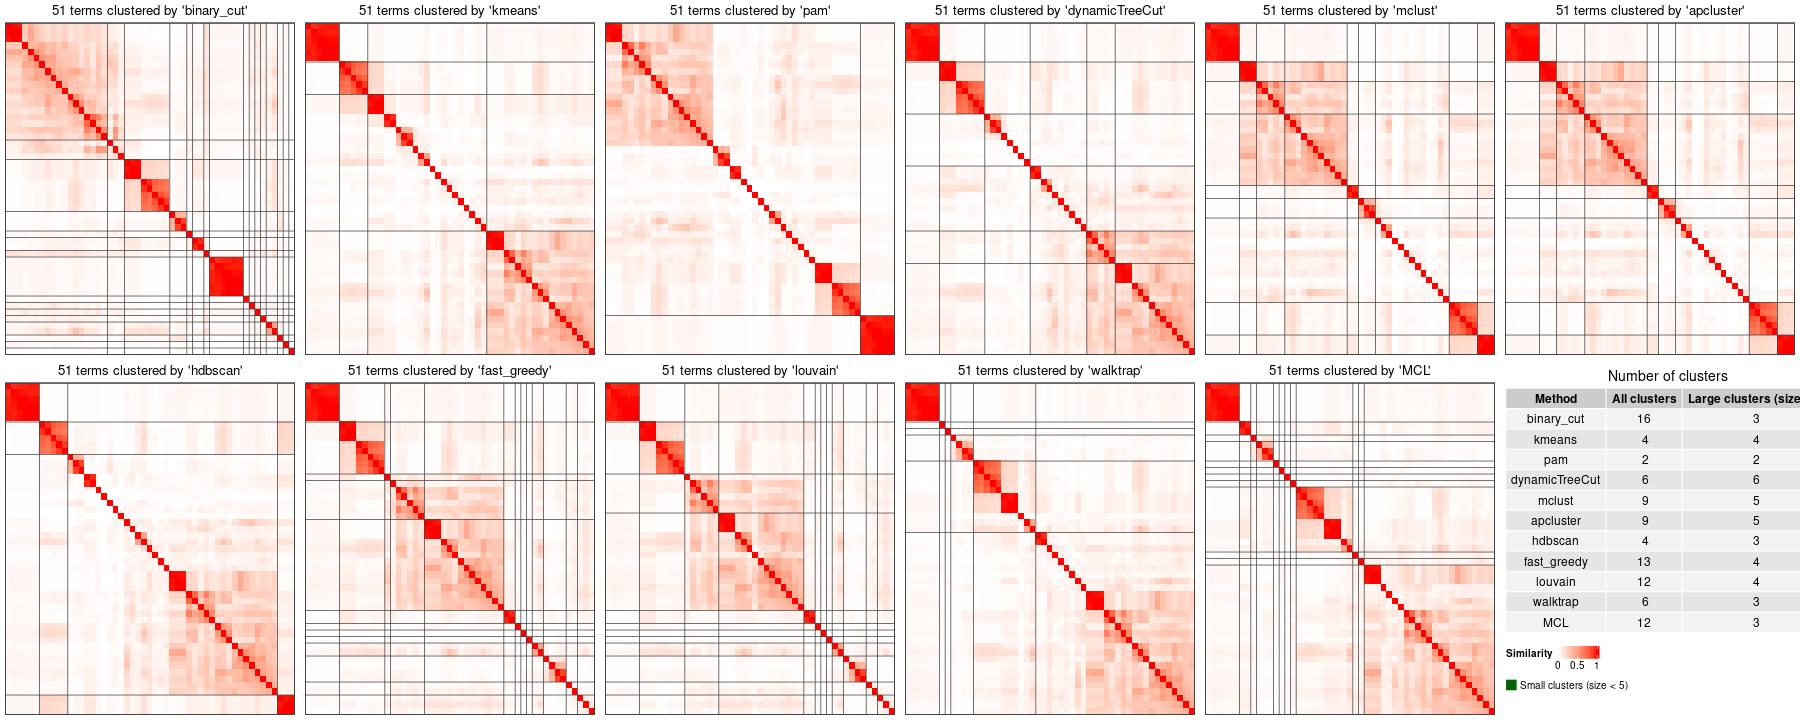 51 terms clustered by 'binary_cut'
51 terms clustered by 'kmeans'
51 terms clustered by 'pam'
51 terms clustered by 'dynamicTreeCut'
51 terms clustered by 'mclust'
51 terms clustered by 'apcluster'
51 terms clustered by 'hdbscan'
51 terms clustered by 'fast_greedy'
51 terms clustered by 'louvain'
51 terms clustered by 'walktrap'
51 terms clustered by 'MCL'
Number of clusters
Method All clusters Large clusters (size
binary_cut 16 3
kmeans 4 4
pam 2 2
dynamicTreeCut 6 6
mclust 9 5
apcluster 9 5
hdbscan 4 3
fast_greedy 13 4
louvain 12 4
walktrap 6 3
MCL 12 3
Similarity
0 0.5 1
Small clusters (size < 5)